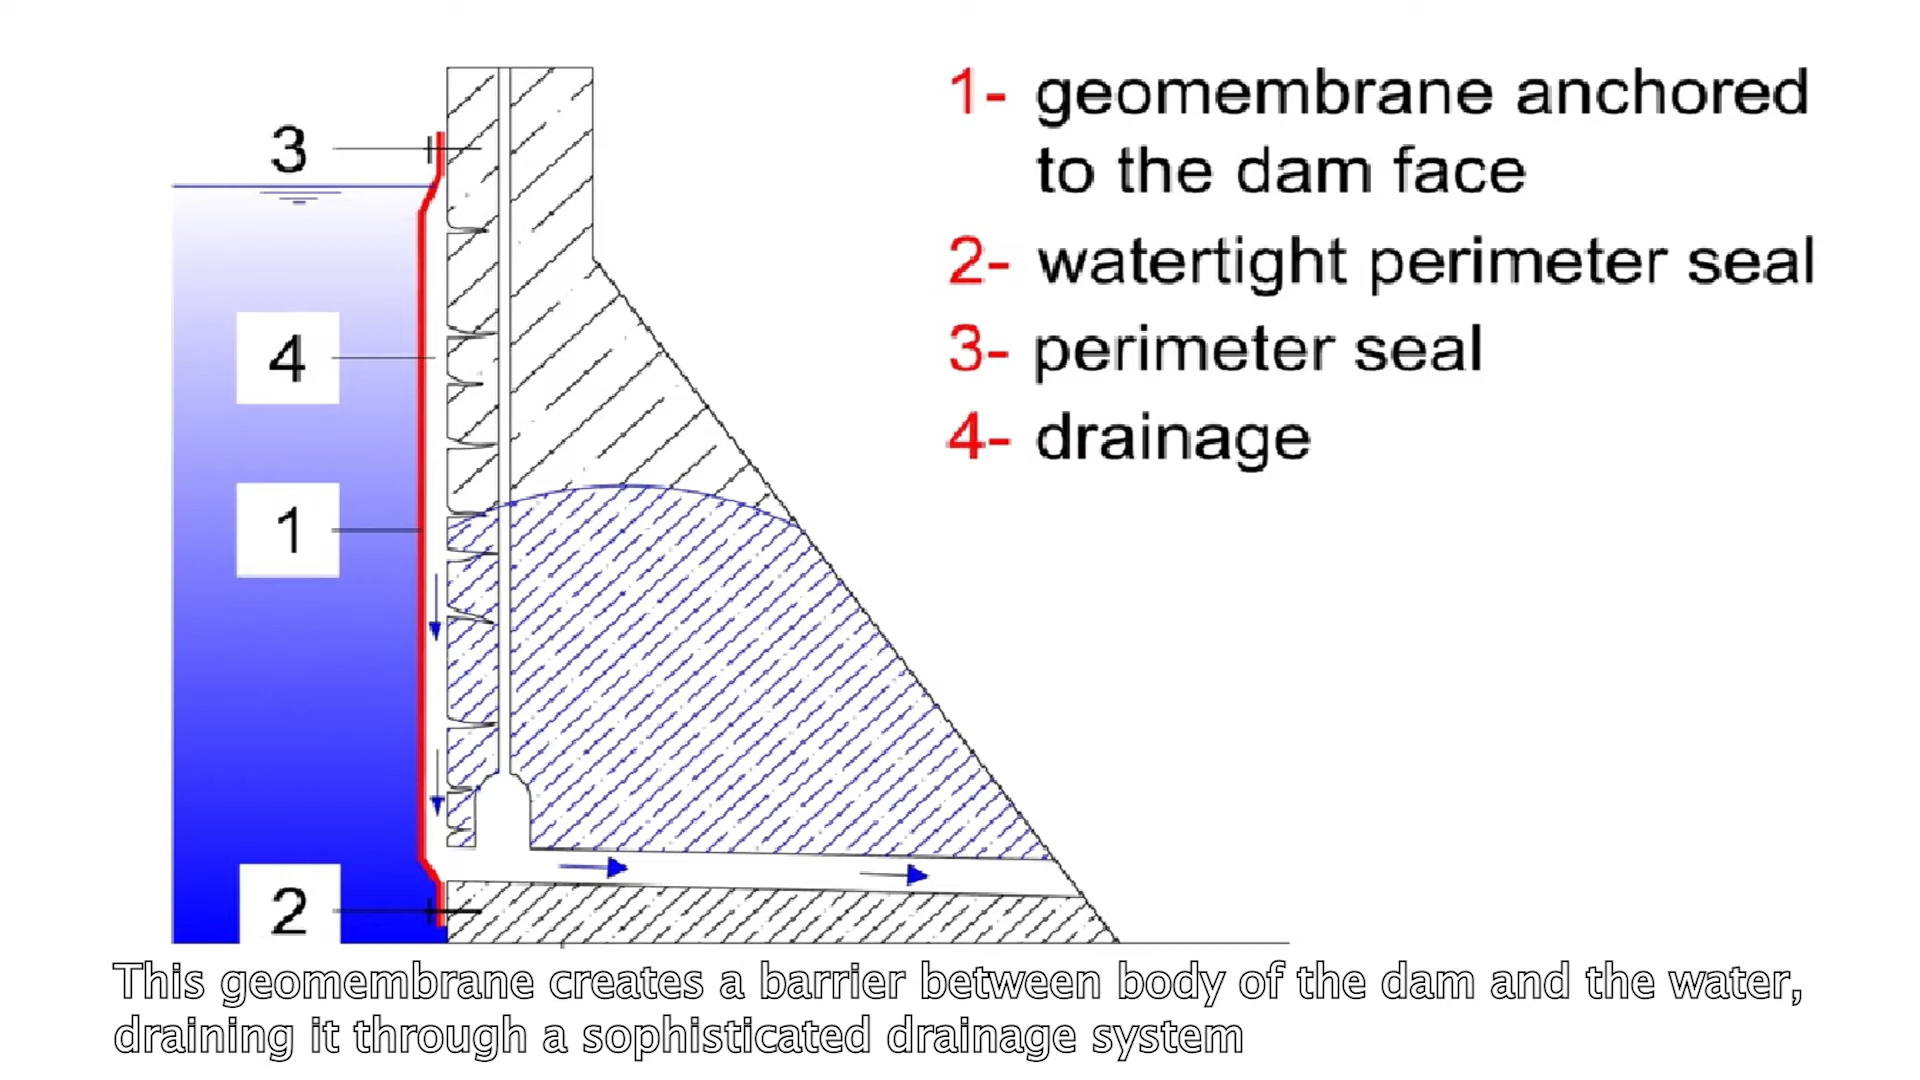 1- geomembrane anchored
to the dam face
2- watertight perimeter seal
3- perimeter seal
4- drainage
3
4
1
2
This geomembrane creates a barrier between body of the dam and the water,
draining it through a sophisticated drainage system